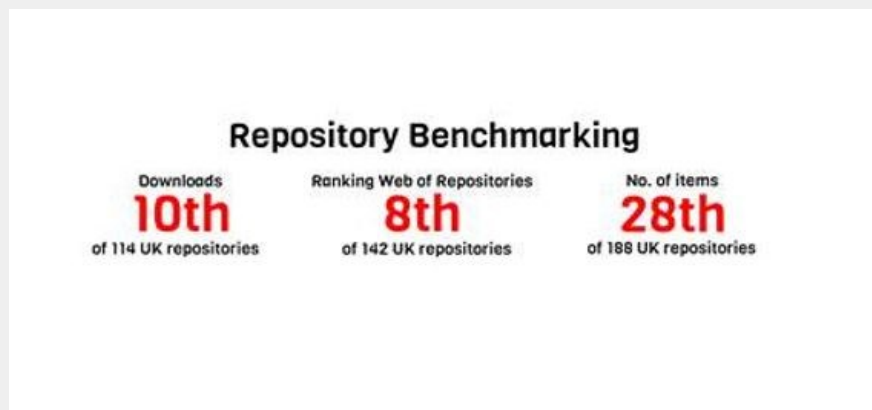 Repository Benchmarking
Downloads
10th
of 114 UK repositories
Ranking Web of Repositories
8th
of 142 UK repositories
No. of items
28th
of 188 UK repositories